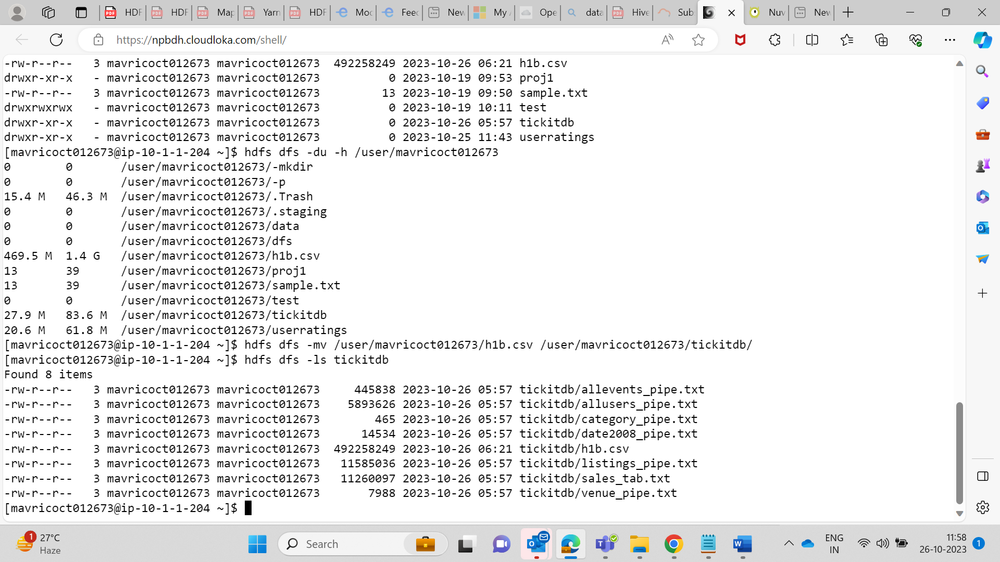 HDF
HDF
Map
Yarn
HDF
Moc
Feec
New
My
Ope
data
Hive
Sub
Nuv
New
https://npbdh.cloudloka.com/shell/
-rw-r--r--   3 mavricoct012673 mavricoct012673  492258249 2023-10-26 06:21 h1b.csv
drwxr-xr-x   - mavricoct012673 mavricoct012673          0 2023-10-19 09:53 proj1
-rw-r--r--   3 mavricoct012673 mavricoct012673         13 2023-10-19 09:50 sample.txt
drwxrwxrwx   - mavricoct012673 mavricoct012673          0 2023-10-19 10:11 test
drwxr-xr-x   - mavricoct012673 mavricoct012673          0 2023-10-26 05:57 tickitdb
drwxr-xr-x   - mavricoct012673 mavricoct012673          0 2023-10-25 11:43 userratings
[mavricoct012673@ip-10-1-1-204 ~]$ hdfs dfs -du -h /user/mavricoct012673
0        0       /user/mavricoct012673/-mkdir
0        0       /user/mavricoct012673/-p
15.4 M   46.3 M  /user/mavricoct012673/.Trash
0        0       /user/mavricoct012673/.staging
0        0       /user/mavricoct012673/data
0        0       /user/mavricoct012673/dfs
469.5 M  1.4 G   /user/mavricoct012673/h1b.csv
13       39      /user/mavricoct012673/proj1
13       39      /user/mavricoct012673/sample.txt
0        0       /user/mavricoct012673/test
27.9 M   83.6 M  /user/mavricoct012673/tickitdb
20.6 M   61.8 M  /user/mavricoct012673/userratings
[mavricoct012673@ip-10-1-1-204 ~]$ hdfs dfs -mv /user/mavricoct012673/h1b.csv /user/mavricoct012673/tickitdb/
[mavricoct012673@ip-10-1-1-204 ~]$ hdfs dfs -ls tickitdb
Found 8 items
-rw-r--r--   3 mavricoct012673 mavricoct012673     445838 2023-10-26 05:57 tickitdb/allevents_pipe.txt
-rw-r--r--   3 mavricoct012673 mavricoct012673    5893626 2023-10-26 05:57 tickitdb/allusers_pipe.txt
-rw-r--r--   3 mavricoct012673 mavricoct012673        465 2023-10-26 05:57 tickitdb/category_pipe.txt
-rw-r--r--   3 mavricoct012673 mavricoct012673      14534 2023-10-26 05:57 tickitdb/date2008_pipe.txt
-rw-r--r--   3 mavricoct012673 mavricoct012673  492258249 2023-10-26 06:21 tickitdb/h1b.csv
-rw-r--r--   3 mavricoct012673 mavricoct012673   11585036 2023-10-26 05:57 tickitdb/listings_pipe.txt
-rw-r--r--   3 mavricoct012673 mavricoct012673   11260097 2023-10-26 05:57 tickitdb/sales_tab.txt
-rw-r--r--   3 mavricoct012673 mavricoct012673       7988 2023-10-26 05:57 tickitdb/venue_pipe.txt
[mavricoct012673@ip-10-1-1-204 ~]$
1
27°C
Haze
Search
ENG
IN
11:58
26-10-2023
1